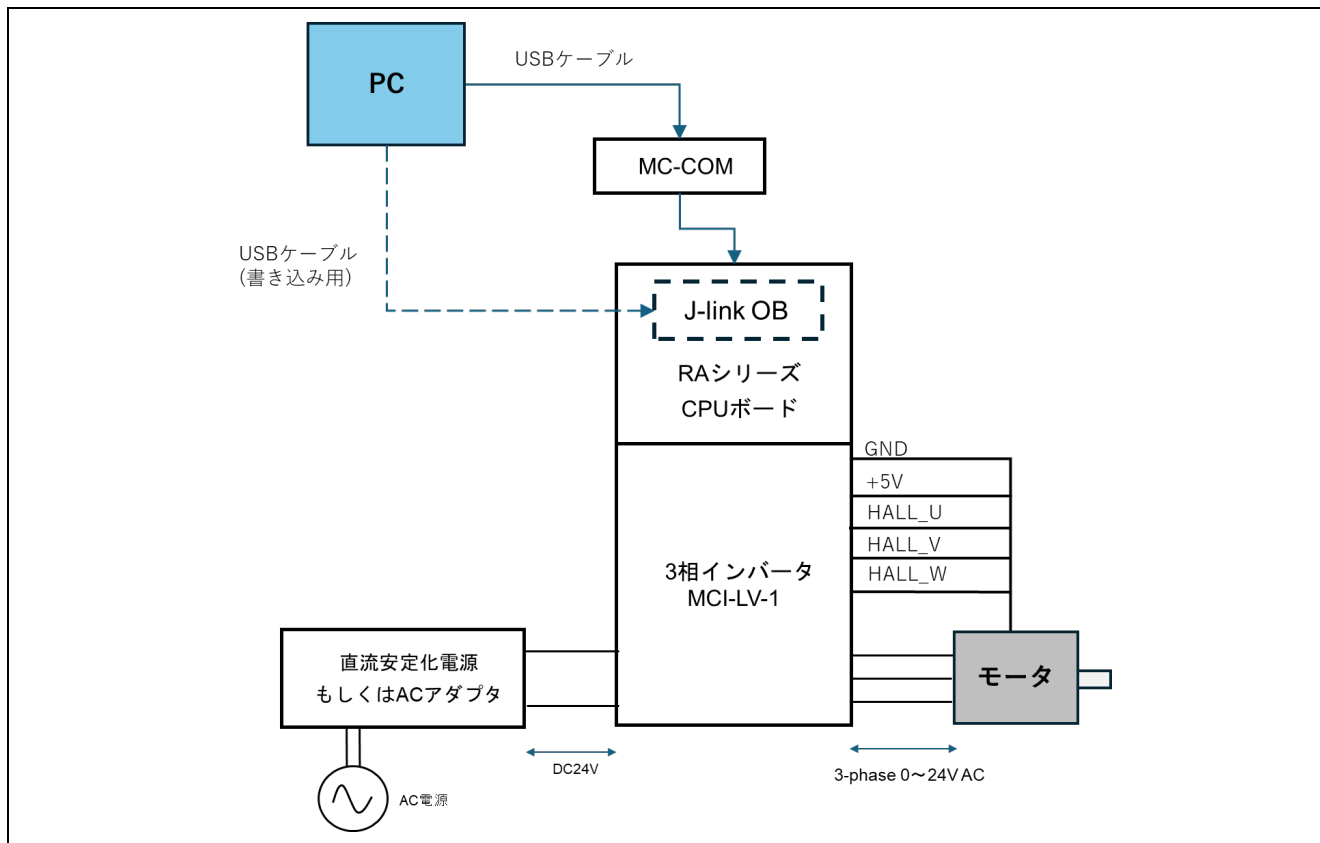 PC
USBケーブル
MC-COM
USBケーブル
(書き込み用)
J-link OB
RAシリーズ
CPUボード
GND
+5V
HALL_U
HALL_V
HALL_W
3相インバータ
MCI-LV-1
直流安定化電源
もしくはACアダプタ
モータ
DC24V
3-phase 0～24V AC
AC電源